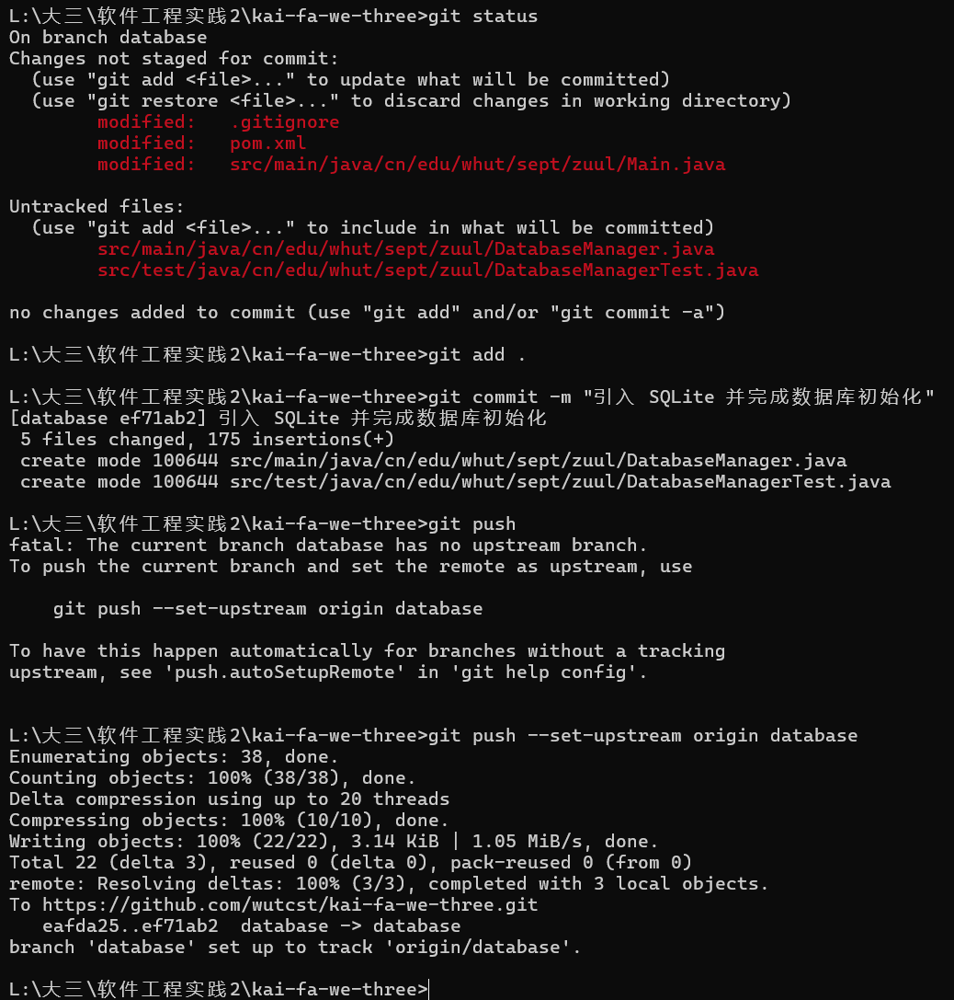 L:\大三\软件工程实践2\kai-fa-we-three>git status
On branch database
Changes not staged for commit:
  (use "git add <file>..." to update what will be committed)
  (use "git restore <file>..." to discard changes in working directory)
        modified:   .gitignore
        modified:   pom.xml
        modified:   src/main/java/cn/edu/whut/sept/zuul/Main.java

Untracked files:
  (use "git add <file>..." to include in what will be committed)
        src/main/java/cn/edu/whut/sept/zuul/DatabaseManager.java
        src/test/java/cn/edu/whut/sept/zuul/DatabaseManagerTest.java

no changes added to commit (use "git add" and/or "git commit -a")

L:\大三\软件工程实践2\kai-fa-we-three>git add .

L:\大三\软件工程实践2\kai-fa-we-three>git commit -m "引入 SQLite 并完成数据库初始化"
[database ef71ab2] 引入 SQLite 并完成数据库初始化
 5 files changed, 175 insertions(+)
 create mode 100644 src/main/java/cn/edu/whut/sept/zuul/DatabaseManager.java
 create mode 100644 src/test/java/cn/edu/whut/sept/zuul/DatabaseManagerTest.java

L:\大三\软件工程实践2\kai-fa-we-three>git push
fatal: The current branch database has no upstream branch.
To push the current branch and set the remote as upstream, use

    git push --set-upstream origin database

To have this happen automatically for branches without a tracking
upstream, see 'push.autoSetupRemote' in 'git help config'.

L:\大三\软件工程实践2\kai-fa-we-three>git push --set-upstream origin database
Enumerating objects: 38, done.
Counting objects: 100% (38/38), done.
Delta compression using up to 20 threads
Compressing objects: 100% (10/10), done.
Writing objects: 100% (22/22), 3.14 KiB | 1.05 MiB/s, done.
Total 22 (delta 3), reused 0 (delta 0), pack-reused 0 (from 0)
remote: Resolving deltas: 100% (3/3), completed with 3 local objects.
To https://github.com/wutcst/kai-fa-we-three.git
   eafda25..ef71ab2  database -> database
branch 'database' set up to track 'origin/database'.

L:\大三\软件工程实践2\kai-fa-we-three>